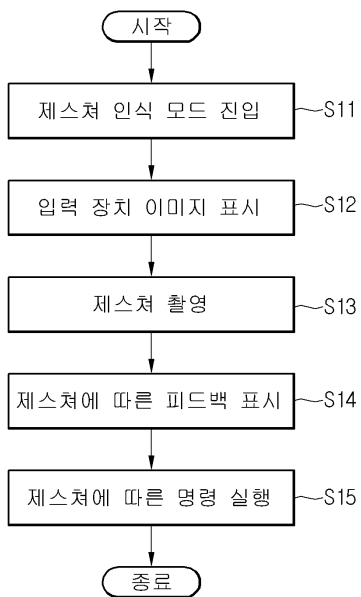 시작
제스쳐 인식 모드 진입
S11
입력 장치 이미지 표시
S12
제스쳐 촬영
S13
제스쳐에 따른 피드백 표시
S14
제스쳐에 따른 명령 실행
S15
종료